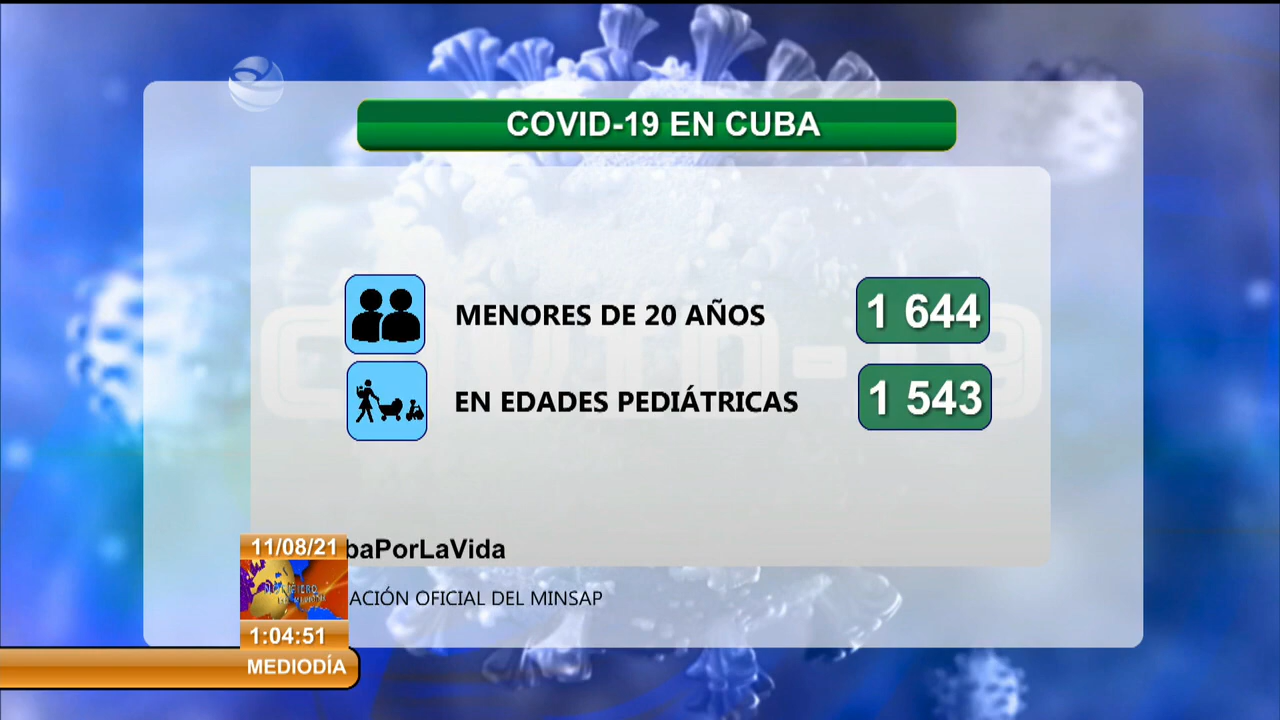 COVID-19 EN CUBA
MENORES DE 20 AÑOS
1 644
EN EDADES PEDIÁTRICAS
1 543
baPorLaVida
ACIÓN OFICIAL DEL MINSAP
11/08/21
NOTICIERO
1:04:51
MEDIODÍA